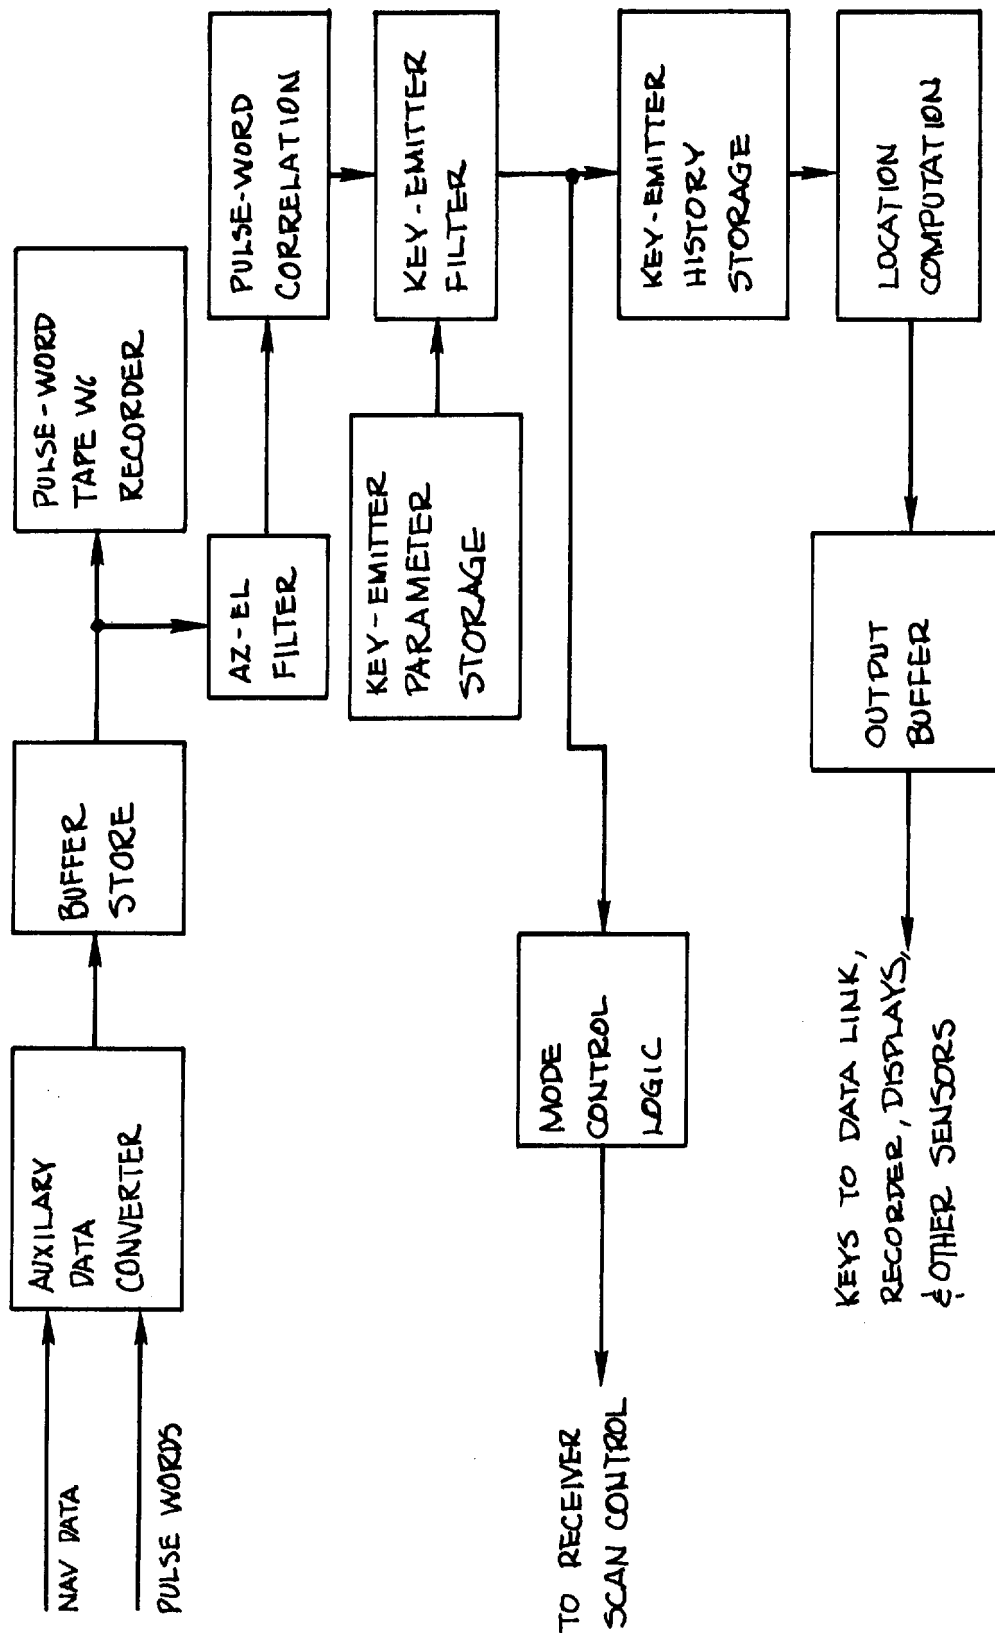 NAV DATA
PULSE WORDS
AUXILARY
DATA
CONVERTER
BUFFER
STORE
PULSE-WORD
TAPE WC
RECORDER
AZ-EL
FILTER
PULSE-WORD
CORRELATION
KEY-EMITTER
PARAMETER
STORAGE
KEY-EMITTER
FILTER
TO RECEIVER
SCAN CONTROL
MODE
CONTROL
LOGIC
KEY-EMITTER
HISTORY
STORAGE
LOCATION
COMPUTATION
OUTPUT
BUFFER
KEYS TO DATA LINK,
RECORDER, DISPLAYS,
& OTHER SENSORS